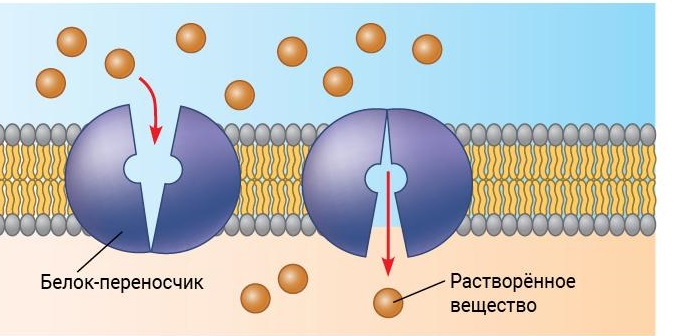 Белок-переносчик
Растворённое
вещество